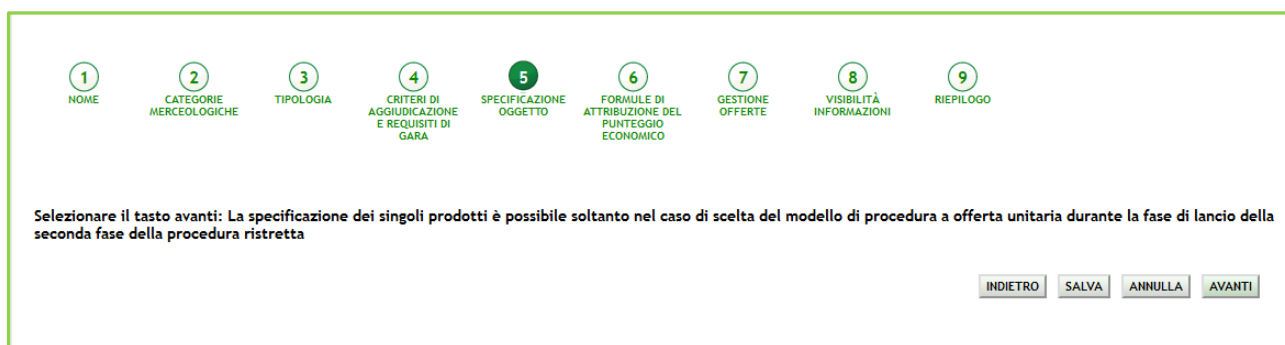 1 2 3 4 5 6 7 8 9
NOME
CATEGORIE
MERCEOLOGICHE
TIPOLOGIA
CRITERI DI
AGGIUDICAZIONE
E REQUISITI DI
GARA
SPECIFICAZIONE
OGGETTO
FORMULE DI
ATTRIBUZIONE DEL
PUNTEGGIO
ECONOMICO
GESTIONE
OFFERTE
VISIBILITÀ
INFORMAZIONI
RIEPILOGO
Selezionare il tasto avanti: La specificazione dei singoli prodotti è possibile soltanto nel caso di scelta del modello di procedura a offerta unitaria durante la fase di lancio della
seconda fase della procedura ristretta
INDIETRO SALVA ANNULLA AVANTI